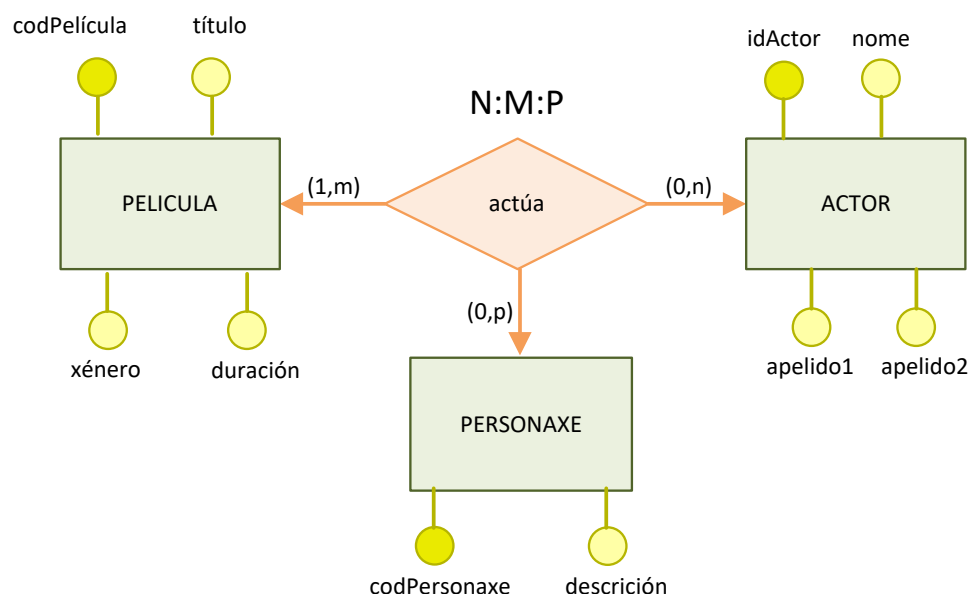 codPelícula
título
idActor
nome
N:M:P
PELICULA
(1,m)
actúa
(0,n)
ACTOR
(0,p)
xénero
duración
apelido1
apelido2
PERSONAXE
codPersonaxe
descrición